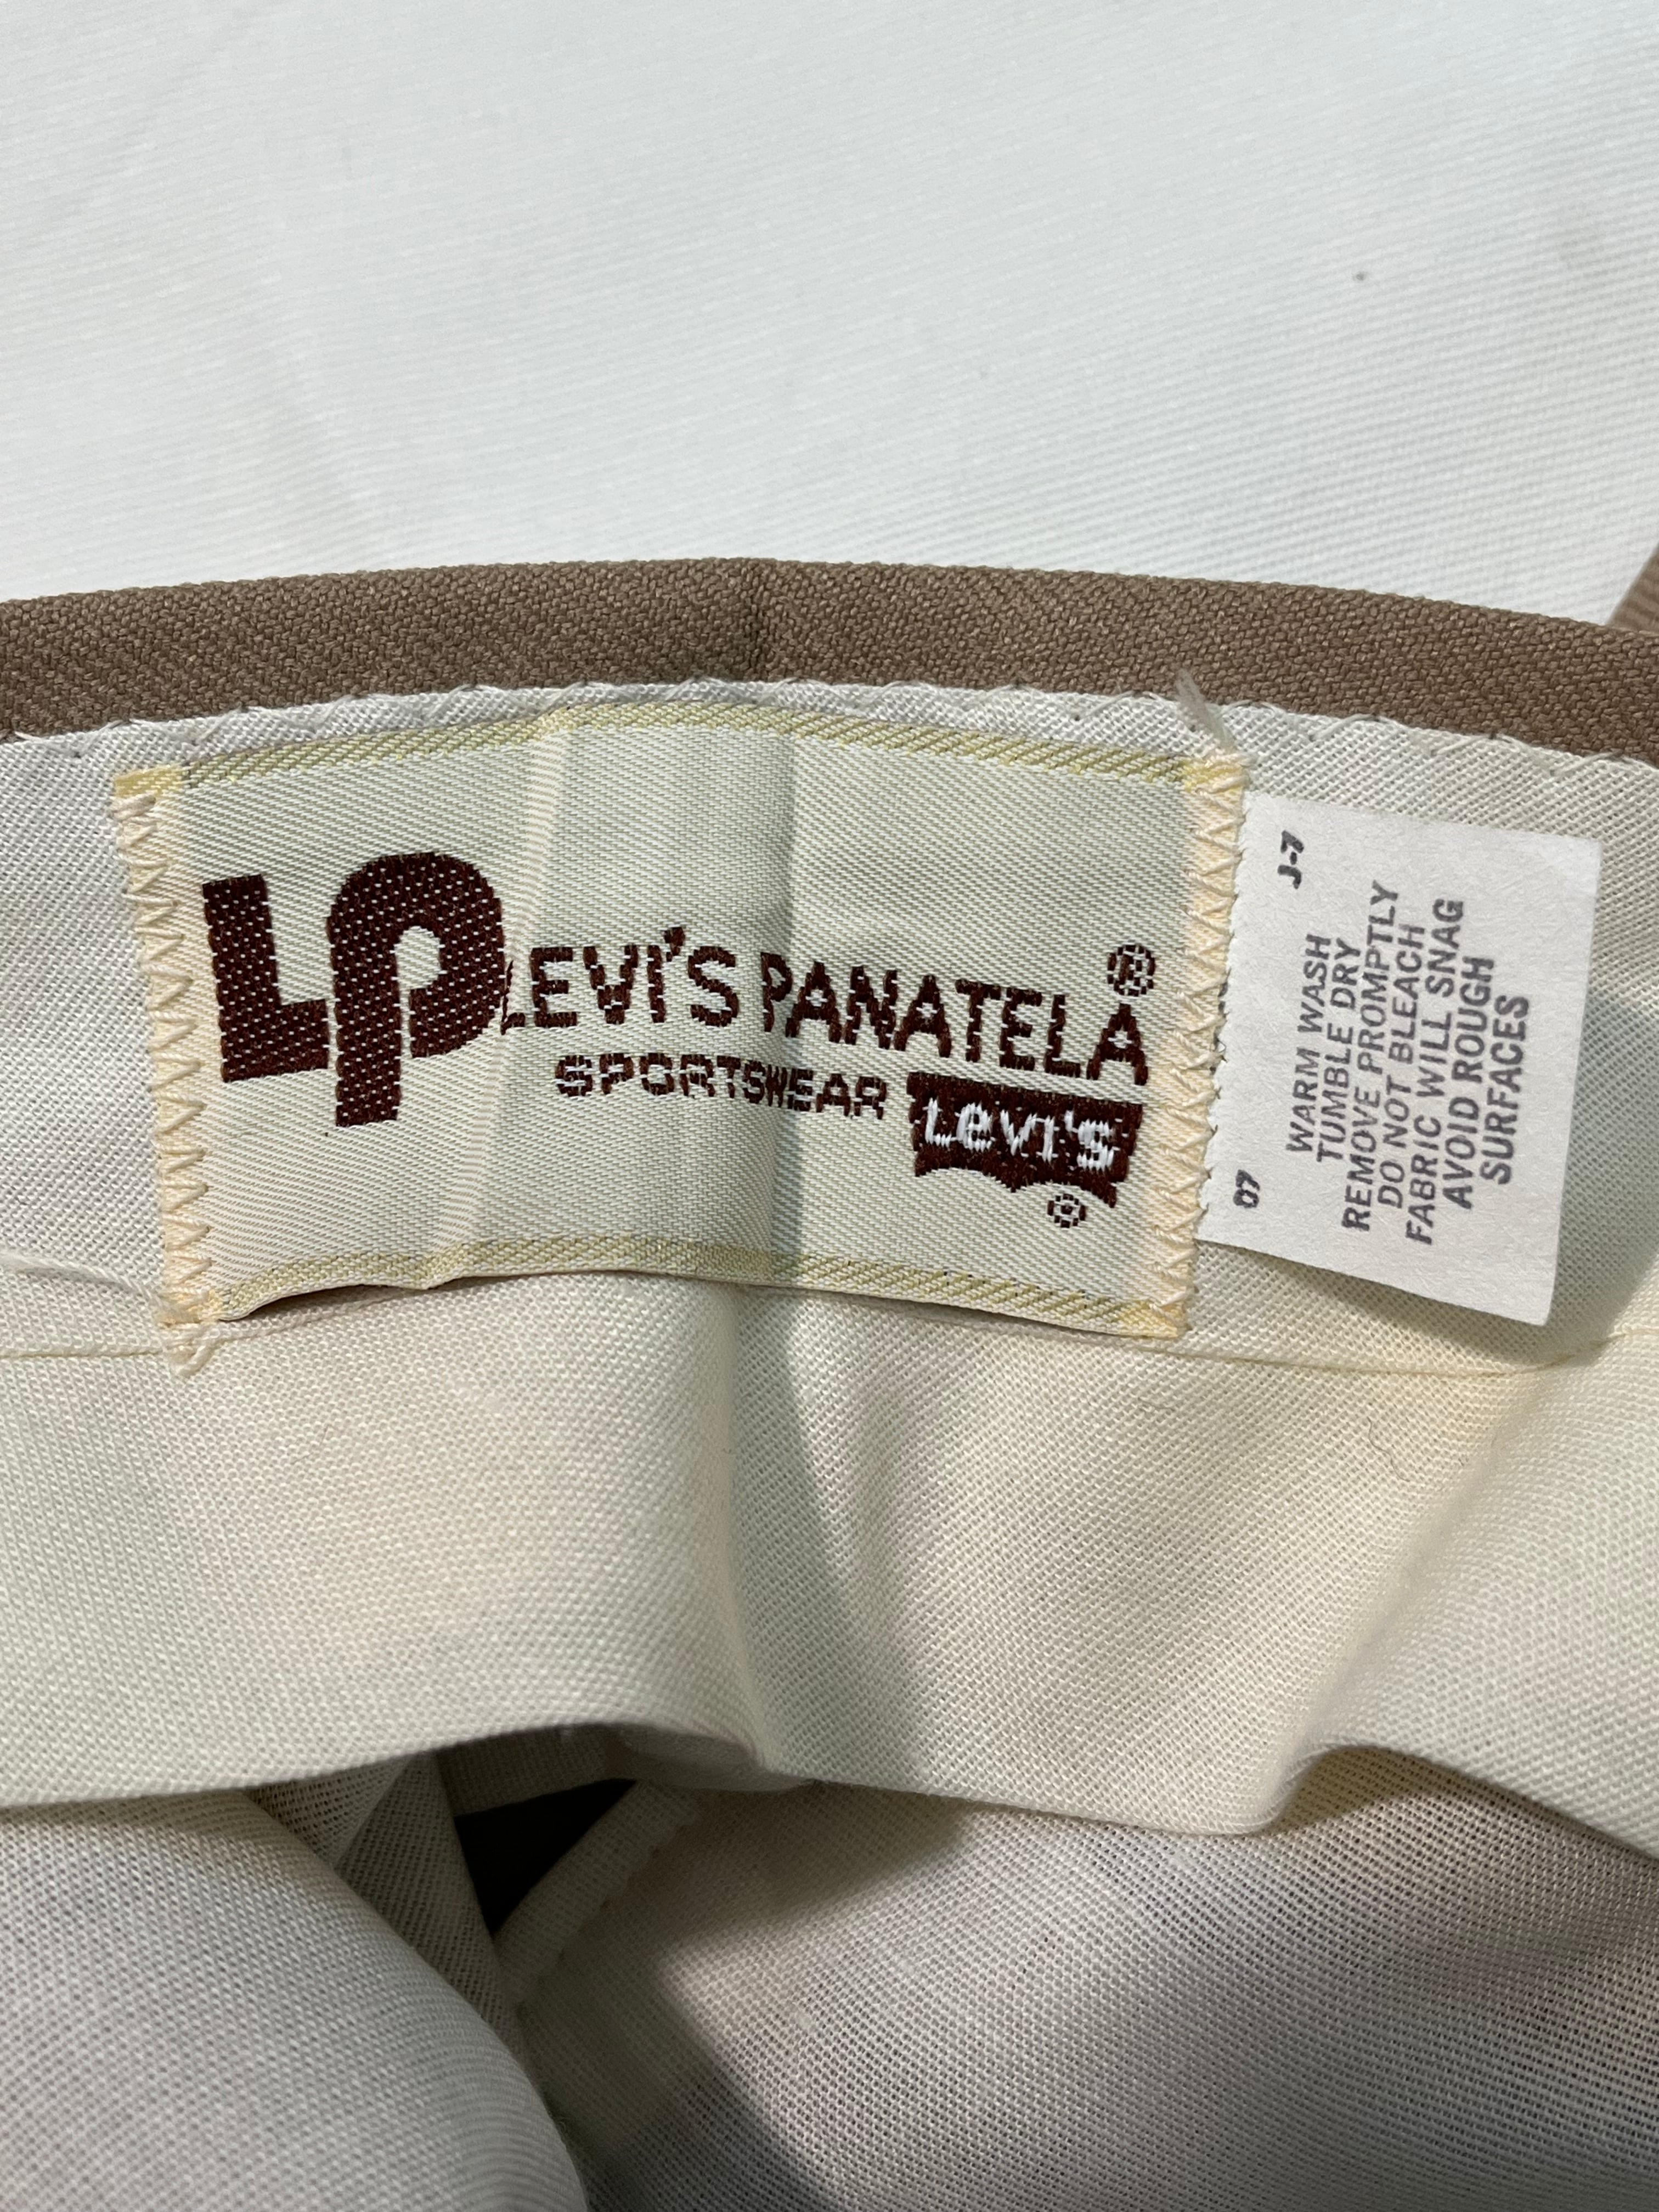 LP
LEVI'S PANATELA ®
SPORTSWEAR
Levi's
®
J-7
07
WARM WASH
TUMBLE DRY
REMOVE PROMPTLY
DO NOT BLEACH
FABRIC WILL SNAG
AVOID ROUGH
SURFACES